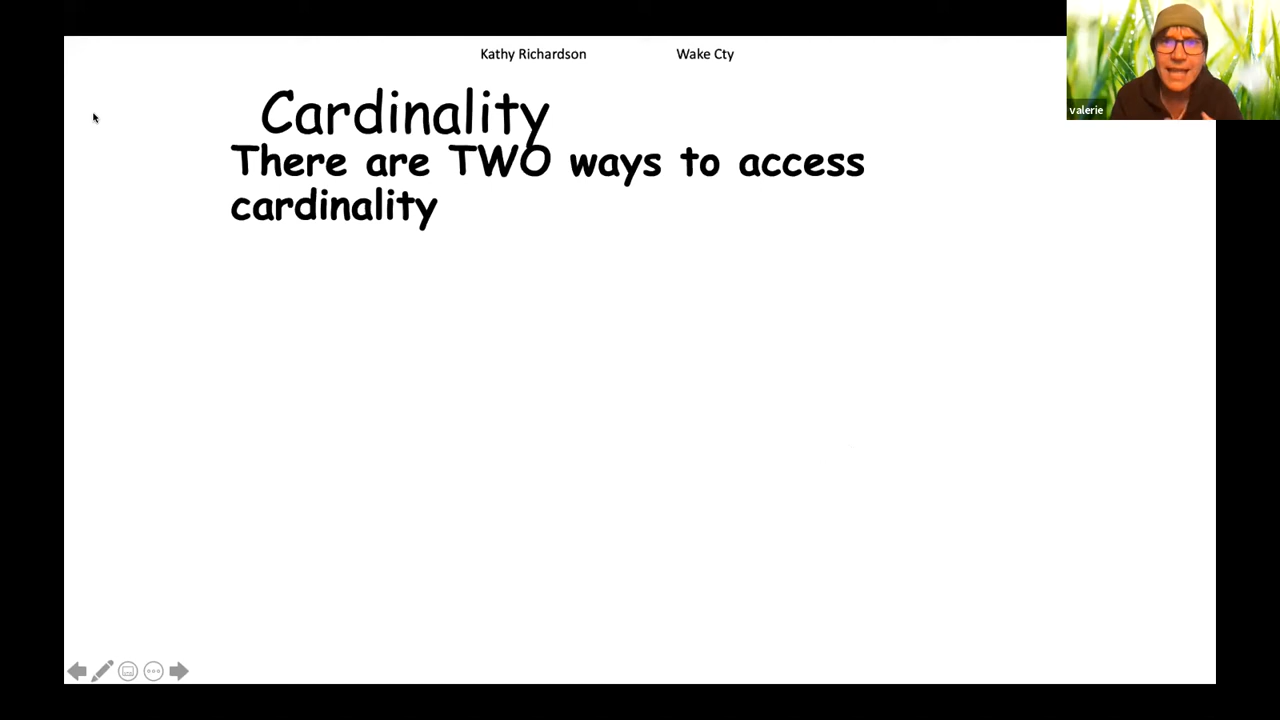 Kathy Richardson Wake Cty
valerie
Cardinality
There are TWO ways to access
cardinality